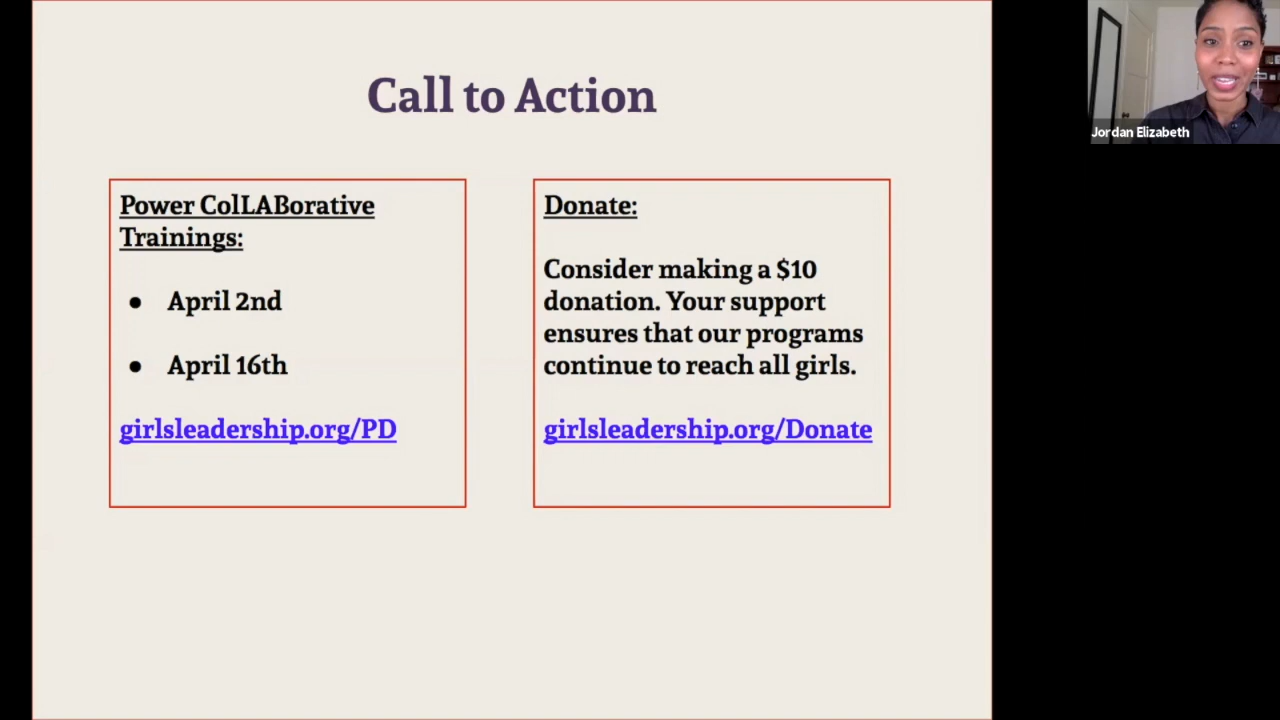 Call to Action
Power ColLABorative
Trainings:
● April 2nd
● April 16th
girlsleadership.org/PD
Donate:
Consider making a $10
donation. Your support
ensures that our programs
continue to reach all girls.
girlsleadership.org/Donate
Jordan Elizabeth